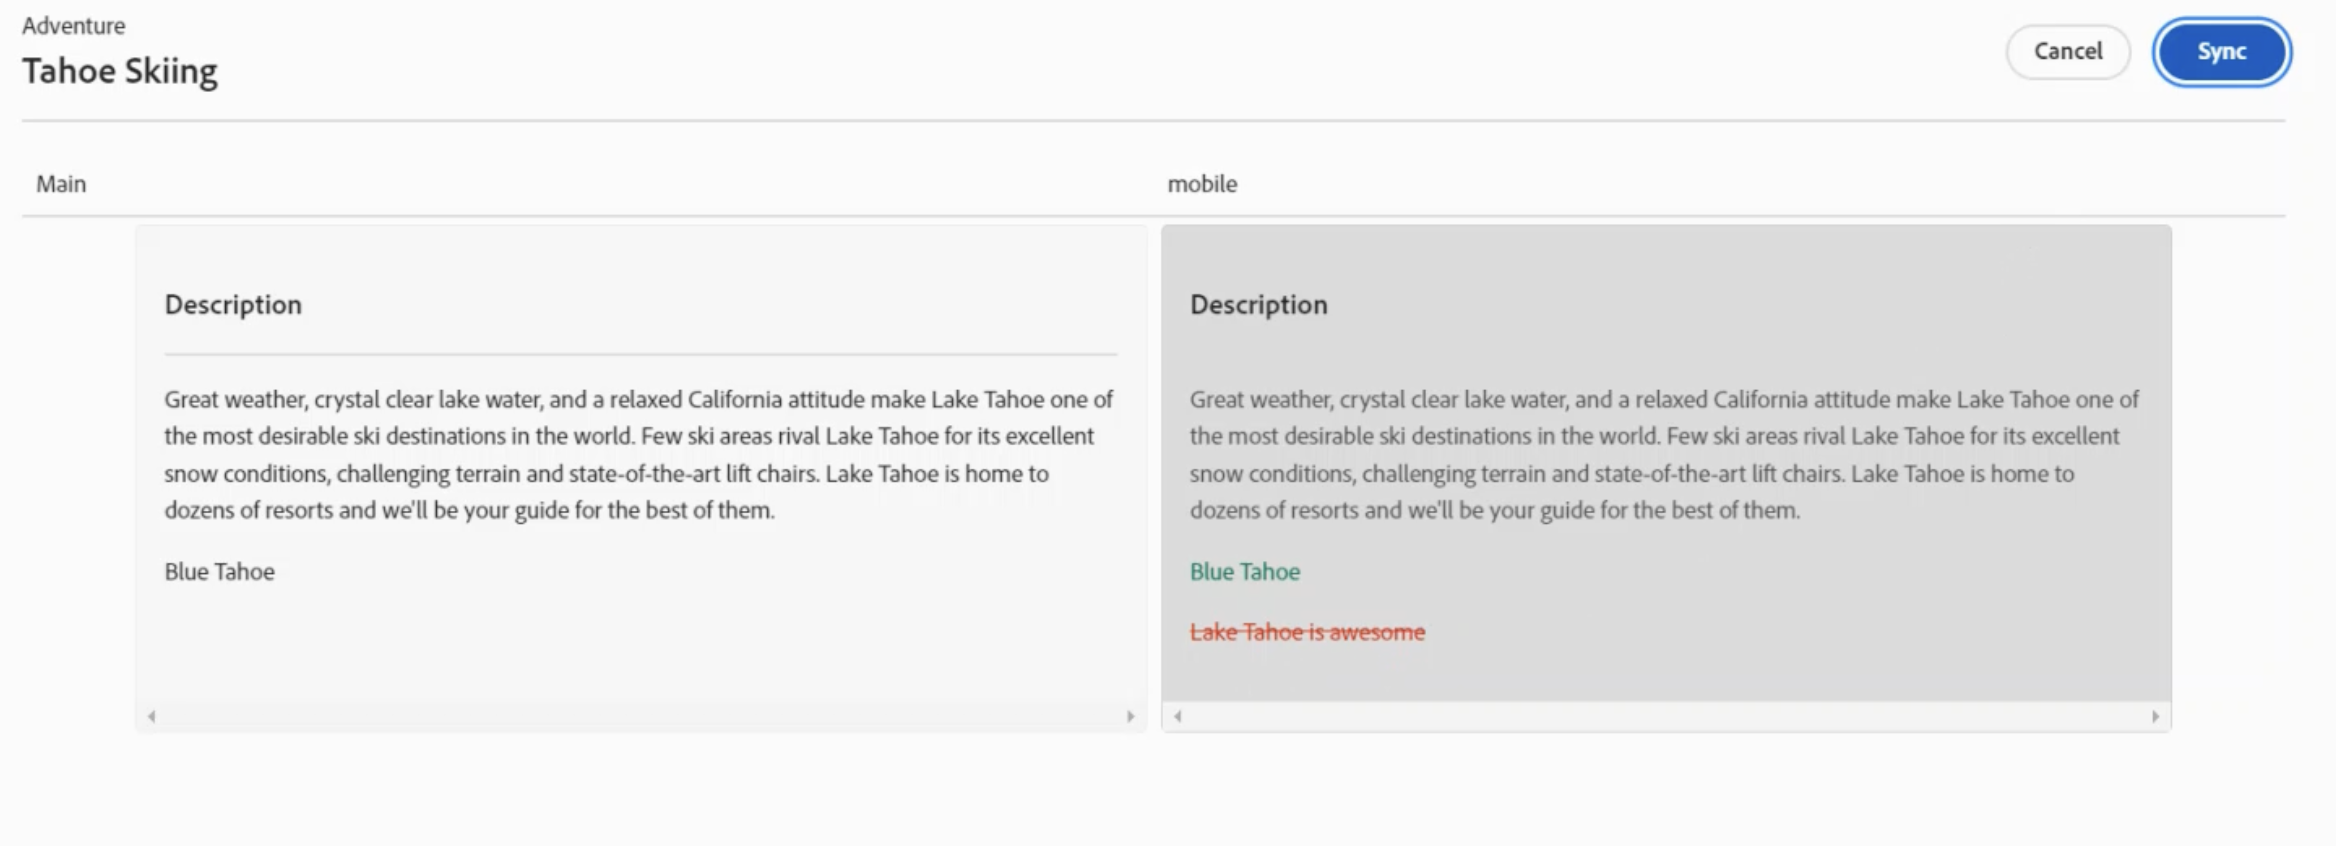 Adventure
Tahoe Skiing
Cancel
Sync
Main
mobile
Description
Great weather, crystal clear lake water, and a relaxed California attitude make Lake Tahoe one of
the most desirable ski destinations in the world. Few ski areas rival Lake Tahoe for its excellent
snow conditions, challenging terrain and state-of-the-art lift chairs. Lake Tahoe is home to
dozens of resorts and we'll be your guide for the best of them.
Blue Tahoe
Description
Great weather, crystal clear lake water, and a relaxed California attitude make Lake Tahoe one of
the most desirable ski destinations in the world. Few ski areas rival Lake Tahoe for its excellent
snow conditions, challenging terrain and state-of-the-art lift chairs. Lake Tahoe is home to
dozens of resorts and we'll be your guide for the best of them.
Blue Tahoe
Lake Tahoe is awesome